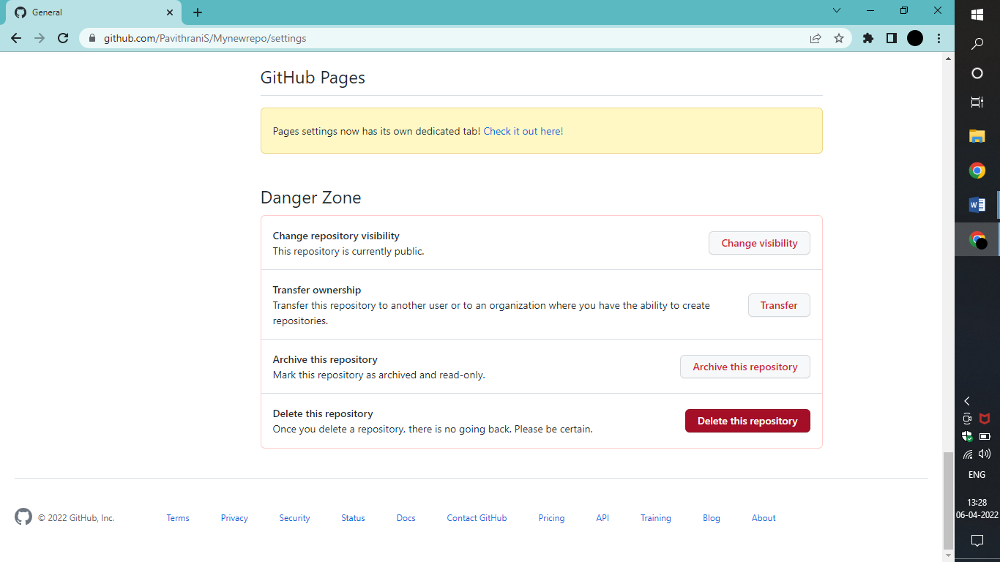 General
github.com/PavithraniS/Mynewrepo/settings
GitHub Pages
Pages settings now has its own dedicated tab! Check it out here!
Danger Zone
Change repository visibility
This repository is currently public.
Change visibility
Transfer ownership
Transfer this repository to another user or to an organization where you have the ability to create
repositories.
Transfer
Archive this repository
Mark this repository as archived and read-only.
Archive this repository
Delete this repository
Once you delete a repository, there is no going back. Please be certain.
Delete this repository
© 2022 GitHub, Inc. Terms Privacy Security Status Docs Contact GitHub Pricing API Training Blog About
W
ENG
13:28
06-04-2022